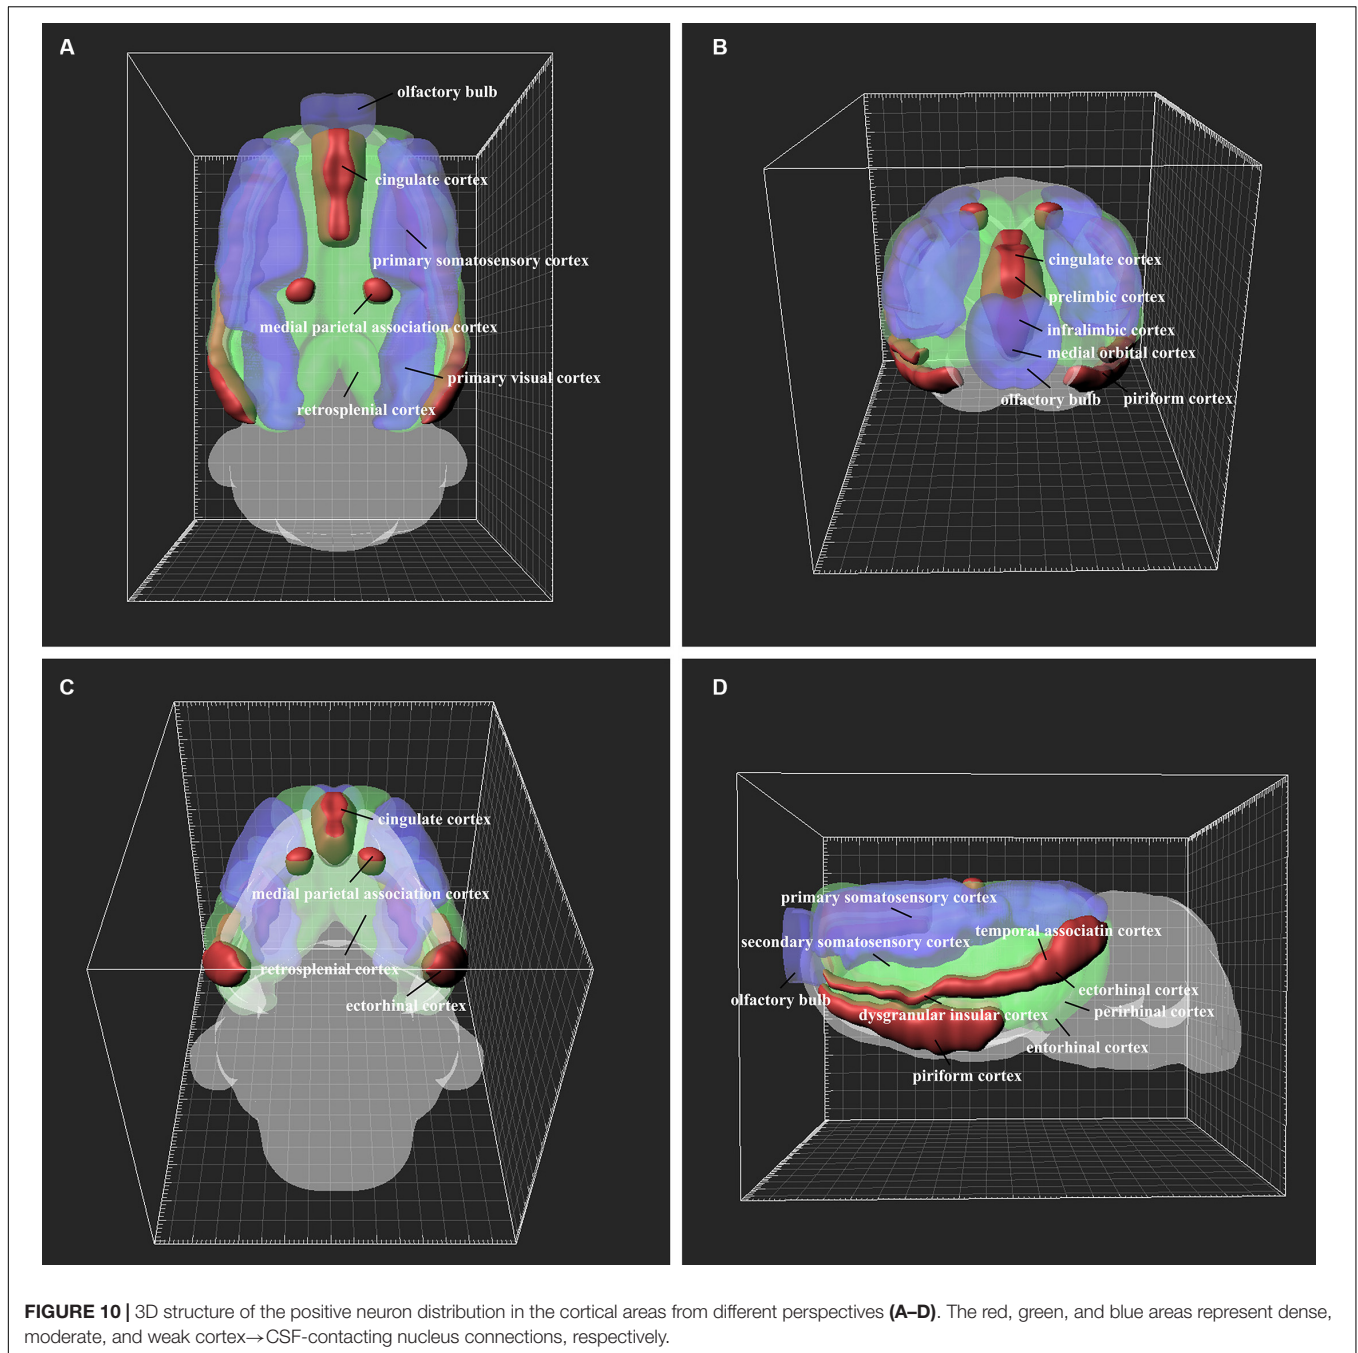 A
olfactory bulb
cingulate cortex
primary somatosensory cortex
medial parietal association cortex
primary visual cortex
retrosplenial cortex
B
cingulate cortex
prelimbic cortex
infralimbic cortex
medial orbital cortex
olfactory bulb
piriform cortex
C
cingulate cortex
medial parietal association cortex
retrosplenial cortex
ectorhinal cortex
D
primary somatosensory cortex
temporal associatin cortex
secondary somatosensory cortex
ectorhinal cortex
olfactory bulb
perirhinal cortex
dysgranular insular cortex
entorhinal cortex
piriform cortex
FIGURE 10 | 3D structure of the positive neuron distribution in the cortical areas from different perspectives (A–D). The red, green, and blue areas represent dense,
moderate, and weak cortex→CSF-contacting nucleus connections, respectively.